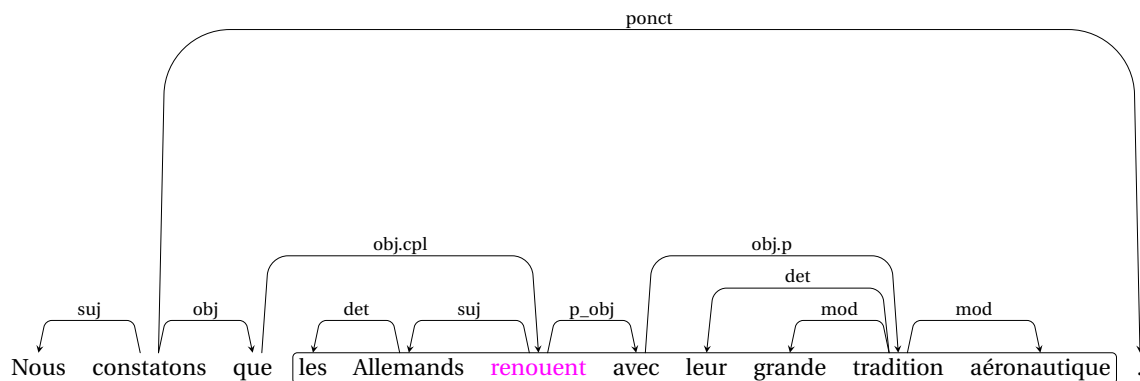 ponct
obj.cpl obj.p
det
suj obj det suj p_obj mod mod
Nous constatons que les Allemands renouent avec leur grande tradition aéronautique .